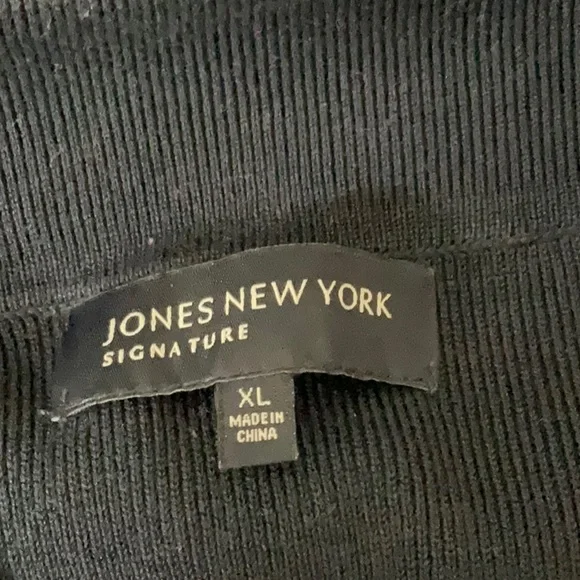 JONES NEW YORK
SIGNATURE
XL
MADE IN
CHINA